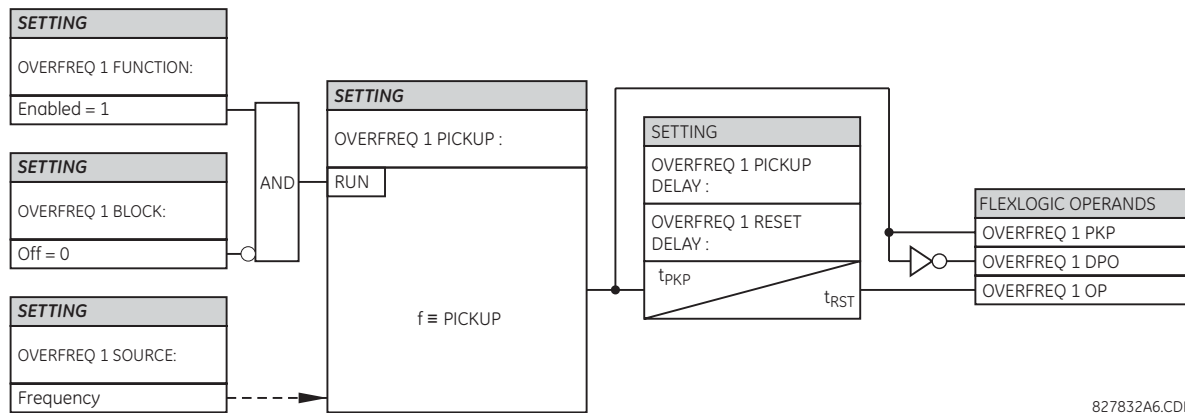 SETTING
OVERFREQ 1 FUNCTION:
Enabled = 1
SETTING
OVERFREQ 1 BLOCK:
Off = 0
SETTING
OVERFREQ 1 SOURCE:
Frequency
AND
SETTING
OVERFREQ 1 PICKUP :
RUN
f ≡ PICKUP
SETTING
OVERFREQ 1 PICKUP
DELAY :
OVERFREQ 1 RESET
DELAY :
tPKP
tRST
FLEXLOGIC OPERANDS
OVERFREQ 1 PKP
OVERFREQ 1 DPO
OVERFREQ 1 OP